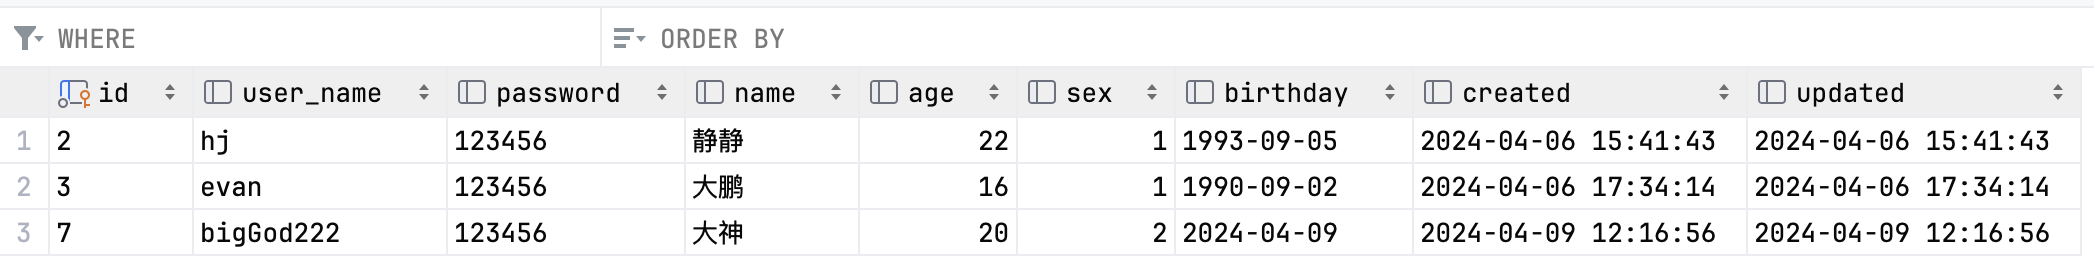 WHERE ORDER BY
id user_name password name age sex birthday created updated
1 2 hj 123456 静静 22 1 1993-09-05 2024-04-06 15:41:43 2024-04-06 15:41:43
2 3 evan 123456 大鹏 16 1 1990-09-02 2024-04-06 17:34:14 2024-04-06 17:34:14
3 7 bigGod222 123456 大神 20 2 2024-04-09 2024-04-09 12:16:56 2024-04-09 12:16:56